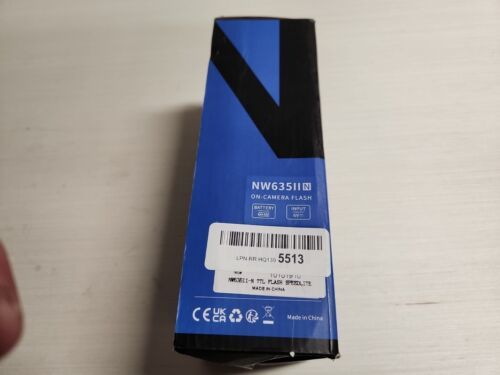 NW635II N
ON-CAMERA FLASH
BATTERY INPUT
LPN RR HQ139 5513
NW635II-N TTL FLASH SPEEDLITE
MADE IN CHINA
CE UK CA
Made in China